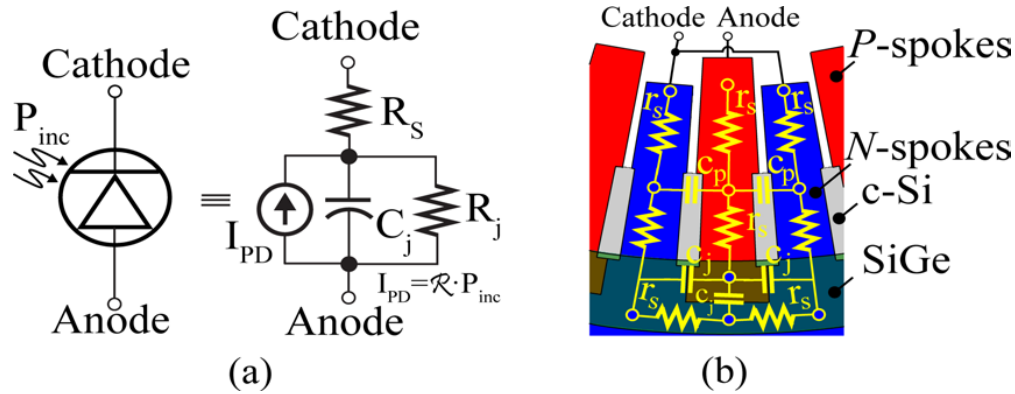 Cathode
P_inc
Anode
≡
Cathode
R_S
I_PD
C_j
R_j
I_PD=ℛ·P_inc
Anode
(a)
Cathode Anode
P-spokes
N-spokes
c-Si
SiGe
r_s
r_s
r_s
c_p
c_p
r_s
c_j
c_j
r_s
c_j
r_s
(b)